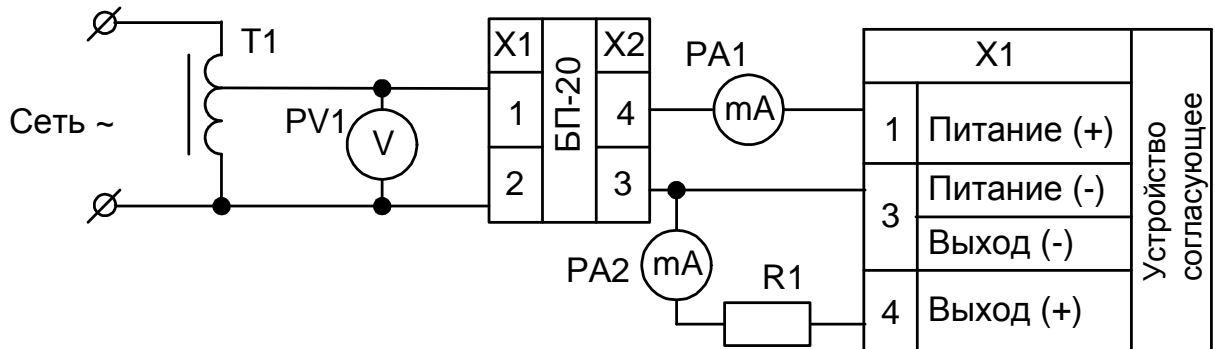 T1
Сеть ~
PV1
V
X1
1
2
БП-20
X2
4
3
PA1
mA
PA2
mA
R1
X1
1
Питание (+)
3
Питание (-)
Выход (-)
4
Выход (+)
Устройство
согласующее